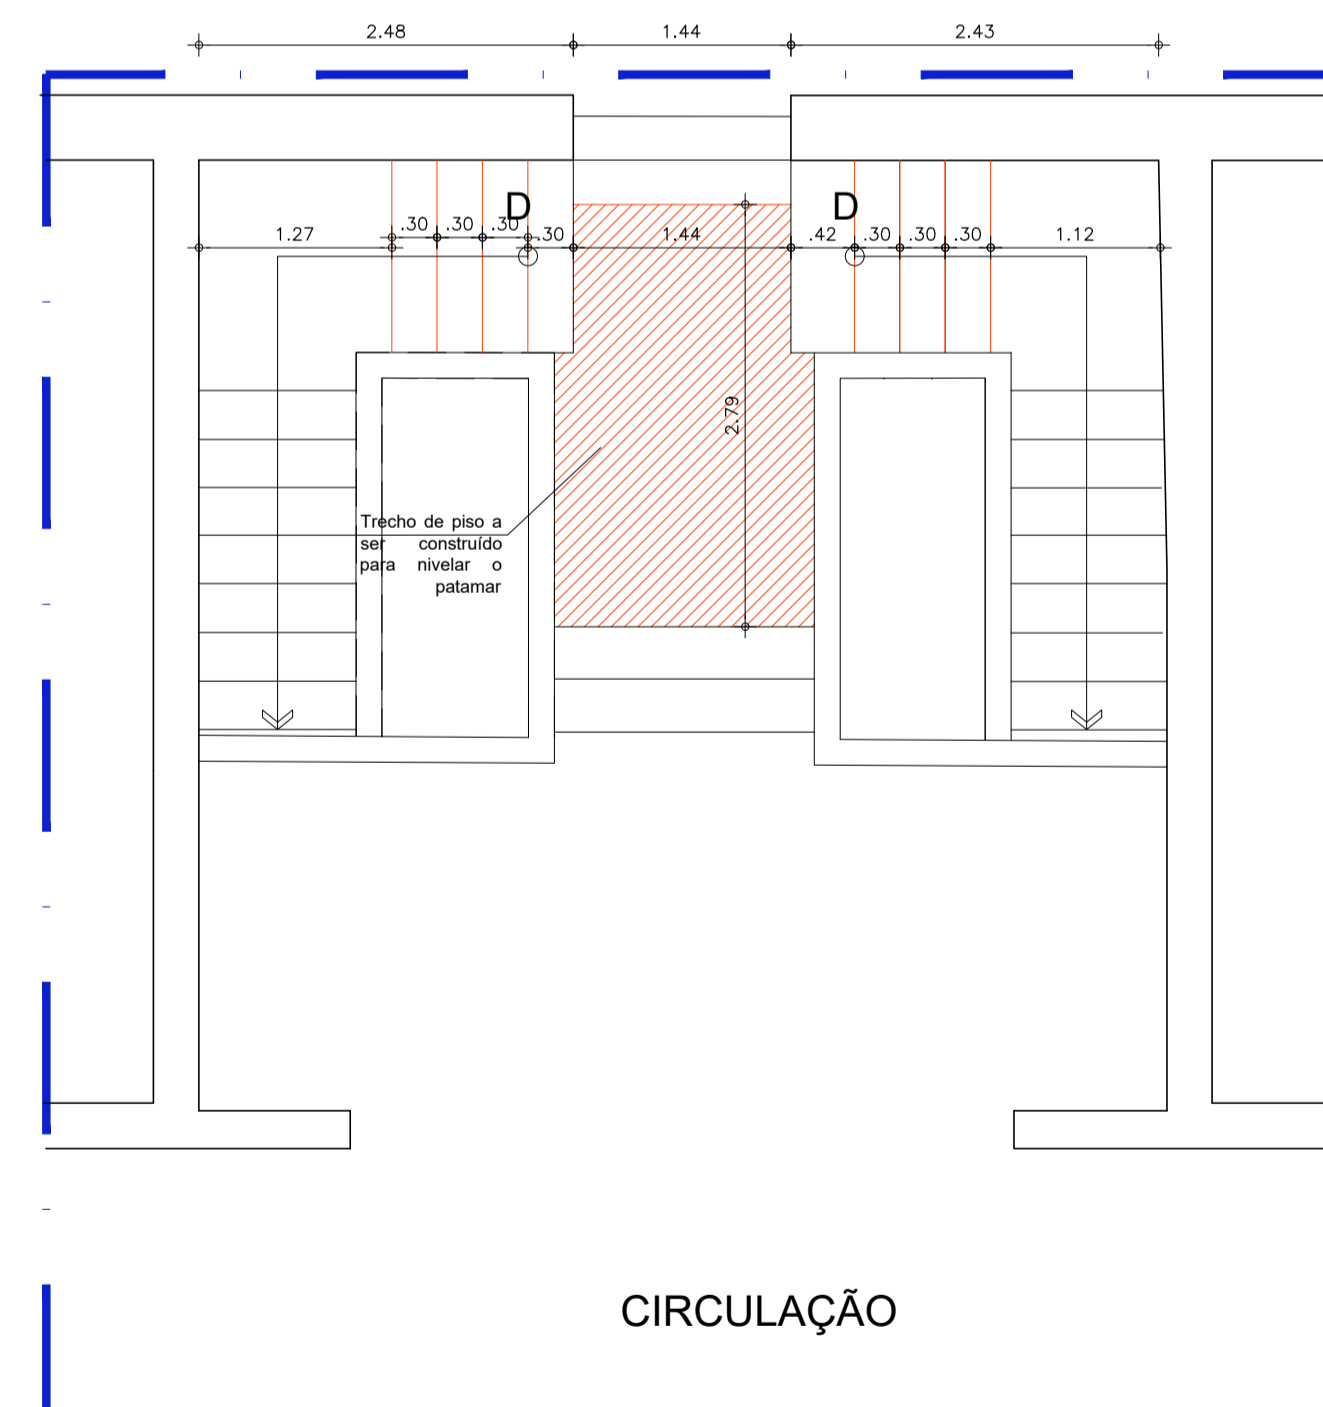 2.48 1.44 2.43
D D
.30 .30 .30
1.27 .30 1.44 .42 .30 .30 .30 1.12
2.79
Trecho de piso a
ser construído
para nivelar o
patamar
CIRCULAÇÃO